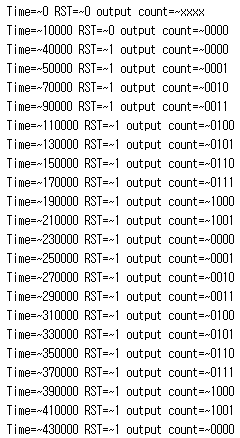 Time=~0 RST=~0 output count=~xxxx
Time=~10000 RST=~0 output count=~0000
Time=~40000 RST=~1 output count=~0000
Time=~50000 RST=~1 output count=~0001
Time=~70000 RST=~1 output count=~0010
Time=~90000 RST=~1 output count=~0011
Time=~110000 RST=~1 output count=~0100
Time=~130000 RST=~1 output count=~0101
Time=~150000 RST=~1 output count=~0110
Time=~170000 RST=~1 output count=~0111
Time=~190000 RST=~1 output count=~1000
Time=~210000 RST=~1 output count=~1001
Time=~230000 RST=~1 output count=~0000
Time=~250000 RST=~1 output count=~0001
Time=~270000 RST=~1 output count=~0010
Time=~290000 RST=~1 output count=~0011
Time=~310000 RST=~1 output count=~0100
Time=~330000 RST=~1 output count=~0101
Time=~350000 RST=~1 output count=~0110
Time=~370000 RST=~1 output count=~0111
Time=~390000 RST=~1 output count=~1000
Time=~410000 RST=~1 output count=~1001
Time=~430000 RST=~1 output count=~0000